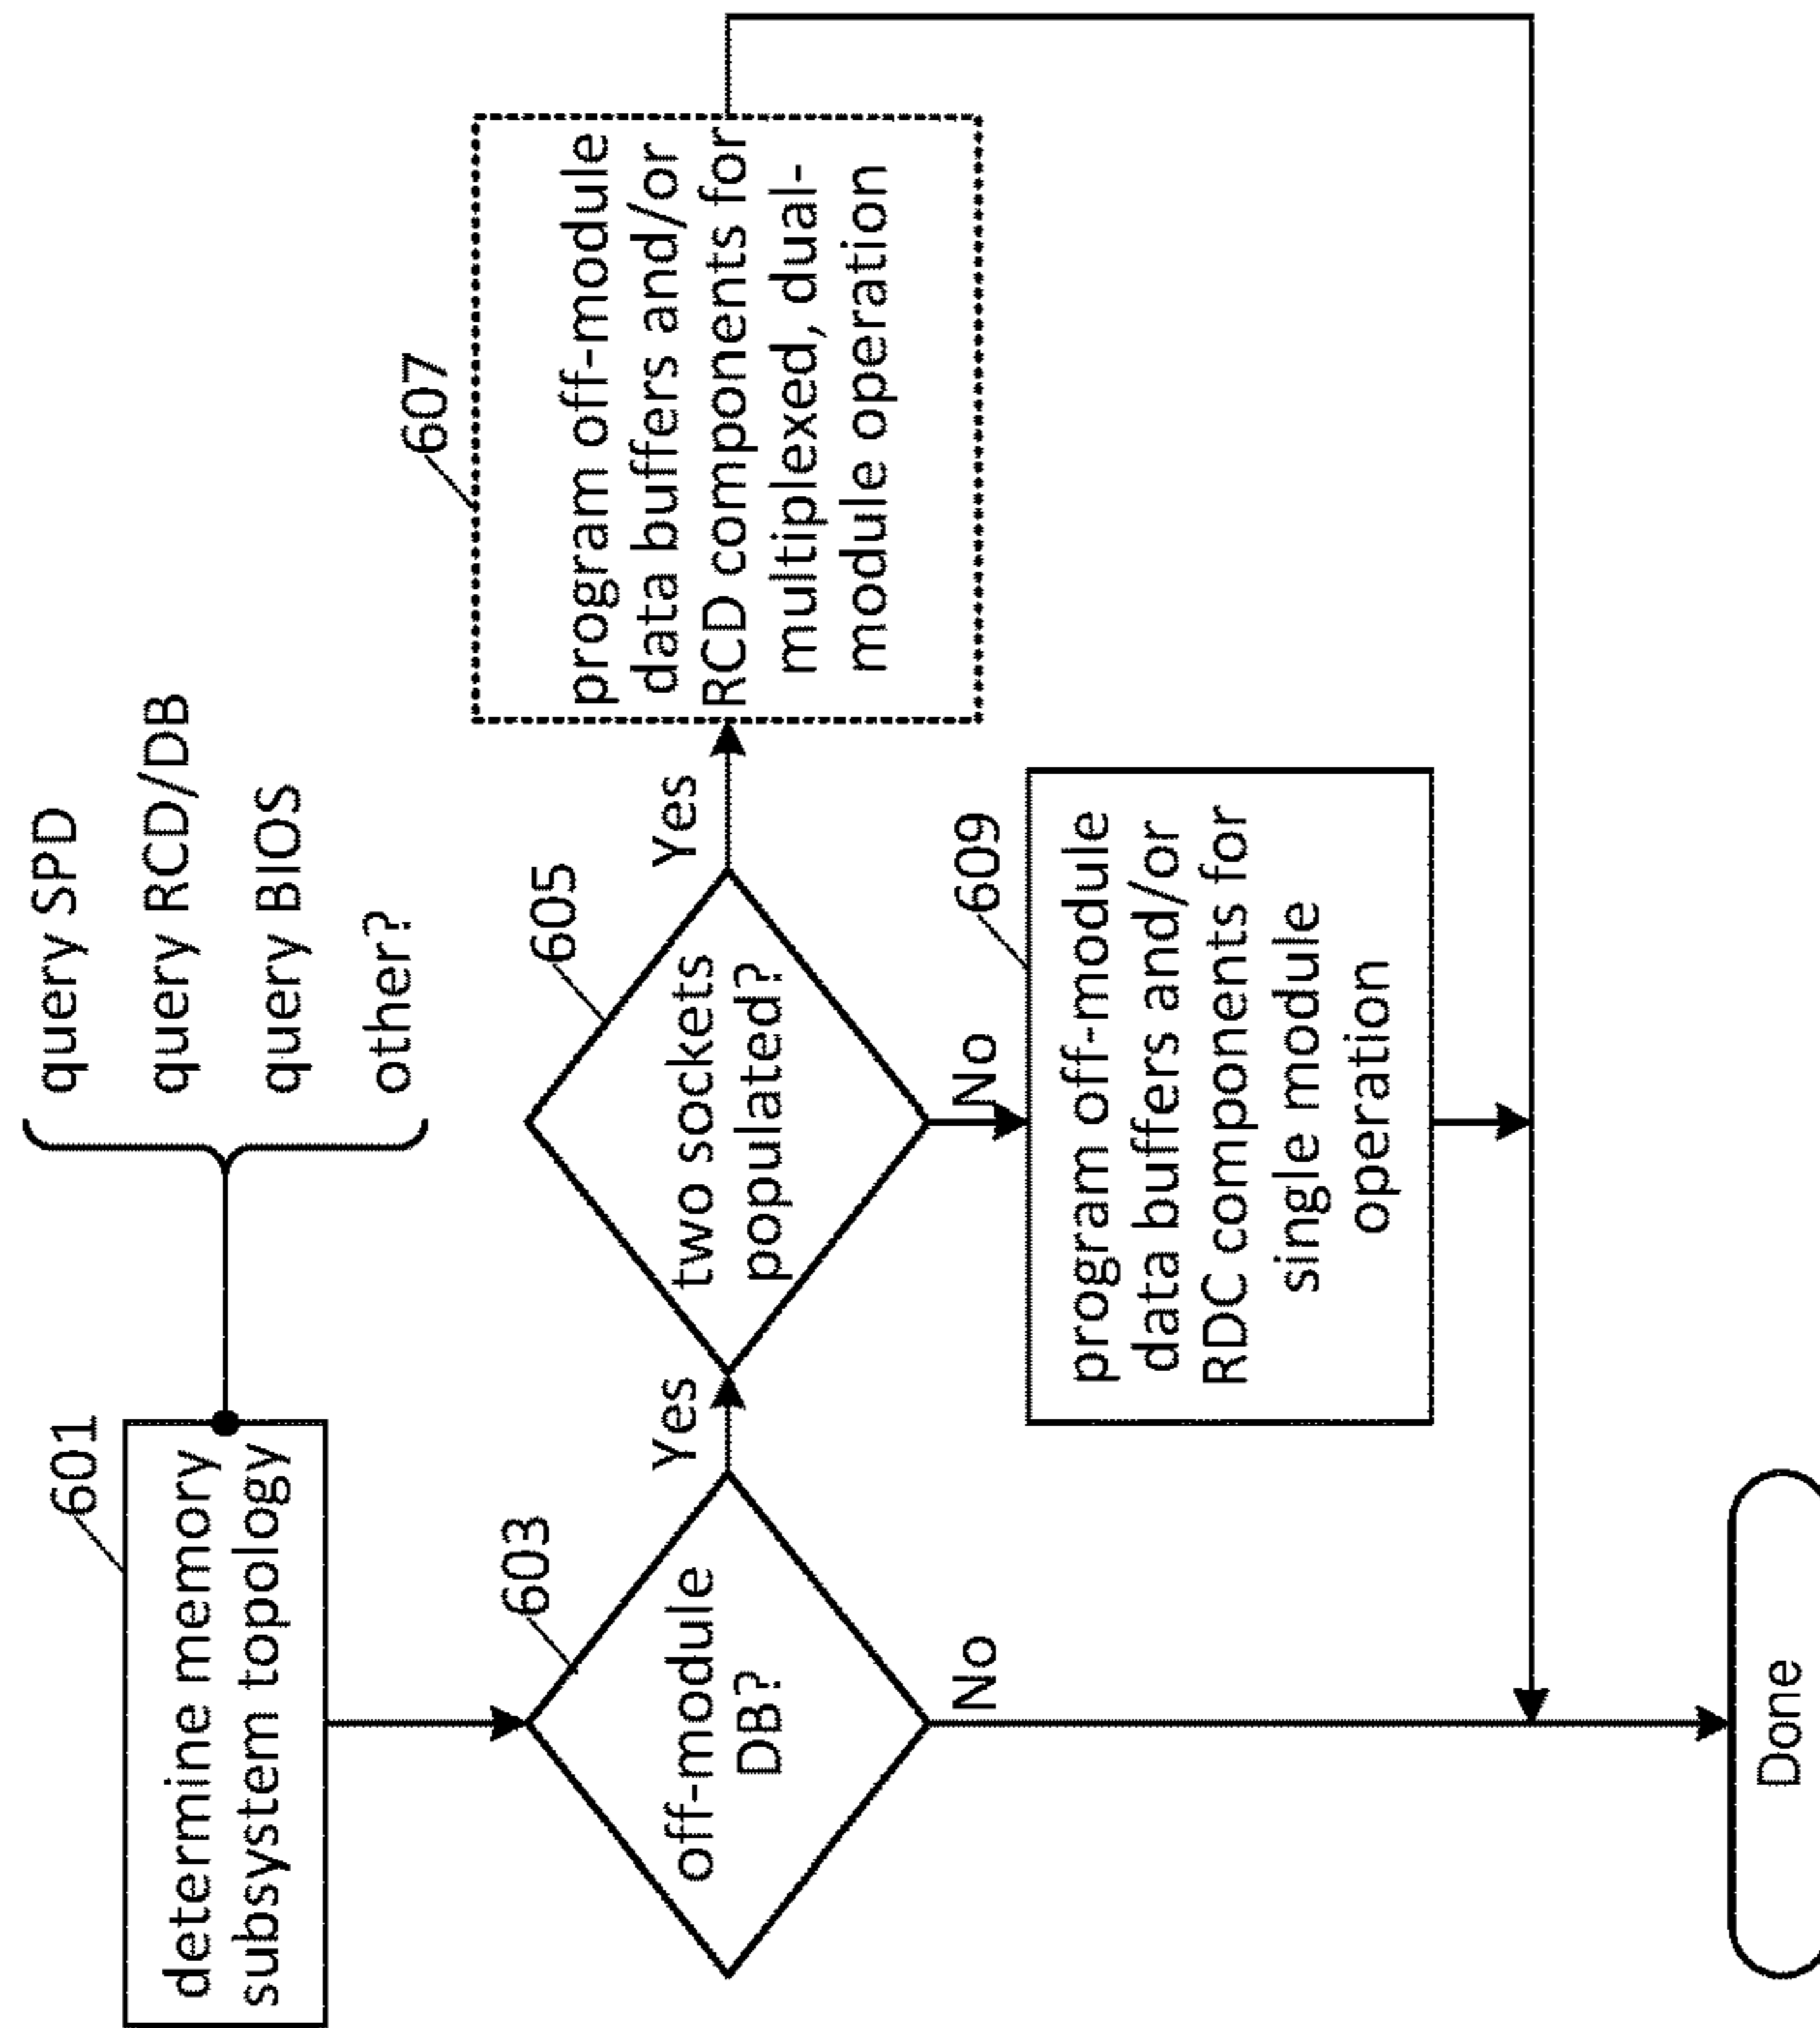 601
determine memory
subsystem topology
query SPD
query RCD/DB
query BIOS
other?
603
off-module
DB?
Yes
No
605
two sockets
populated?
Yes
No
607
program off-module
data buffers and/or
RCD components for
multiplexed, dual-
module operation
609
program off-module
data buffers and/or
RDC components for
single module
operation
Done